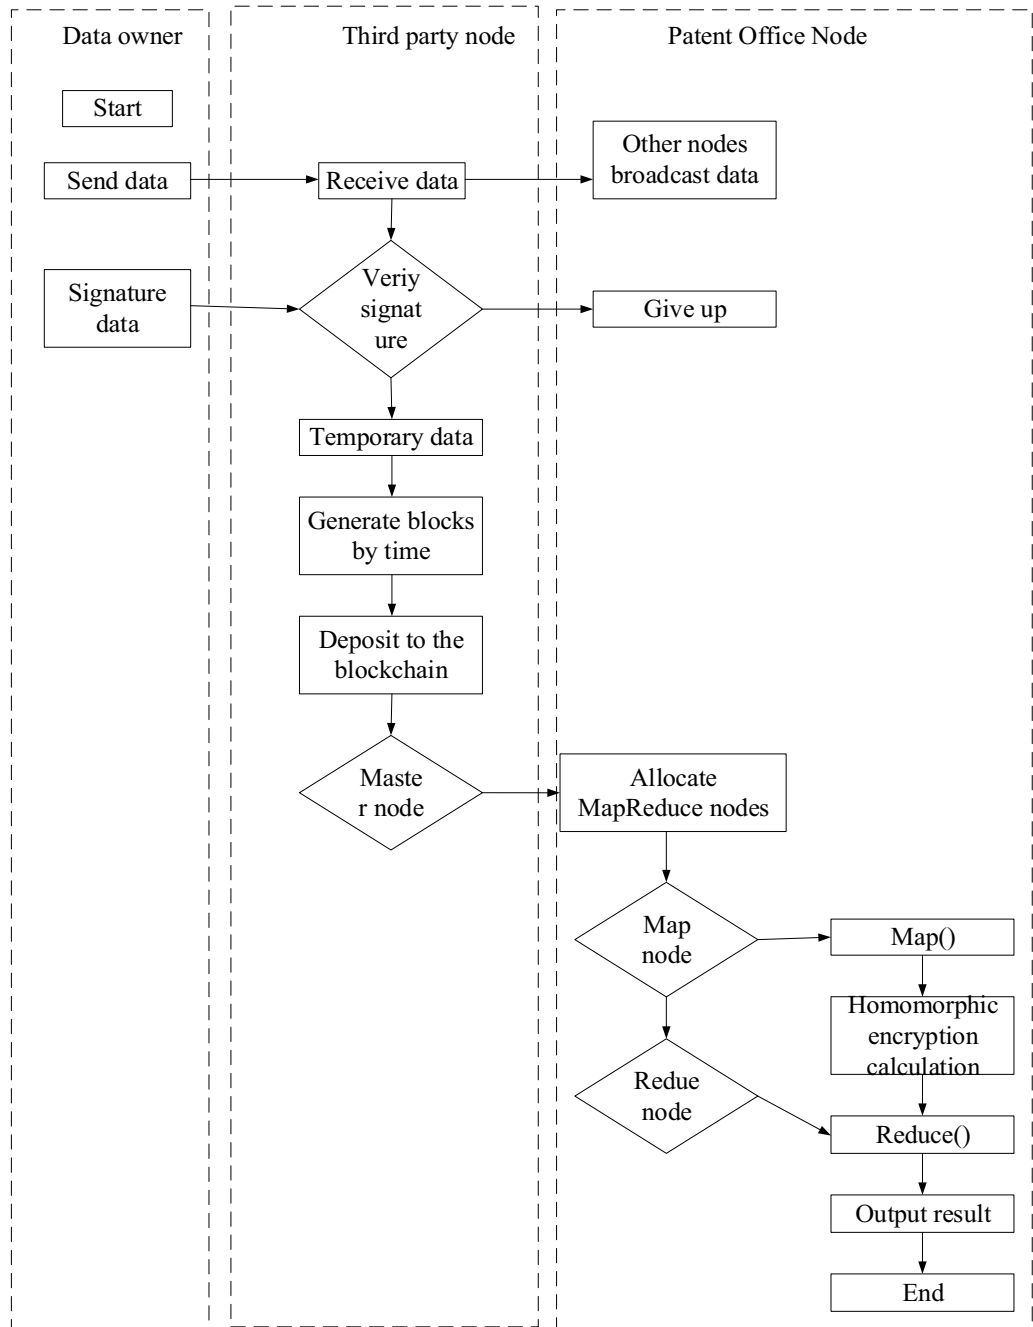 Data owner
Third party node
Patent Office Node
Start
Send data
Receive data
Other nodes
broadcast data
Signature
data
Veriy
signat
ure
Give up
Temporary data
Generate blocks
by time
Deposit to the
blockchain
Maste
r node
Allocate
MapReduce nodes
Map
node
Map()
Homomorphic
encryption
calculation
Redue
node
Reduce()
Output result
End